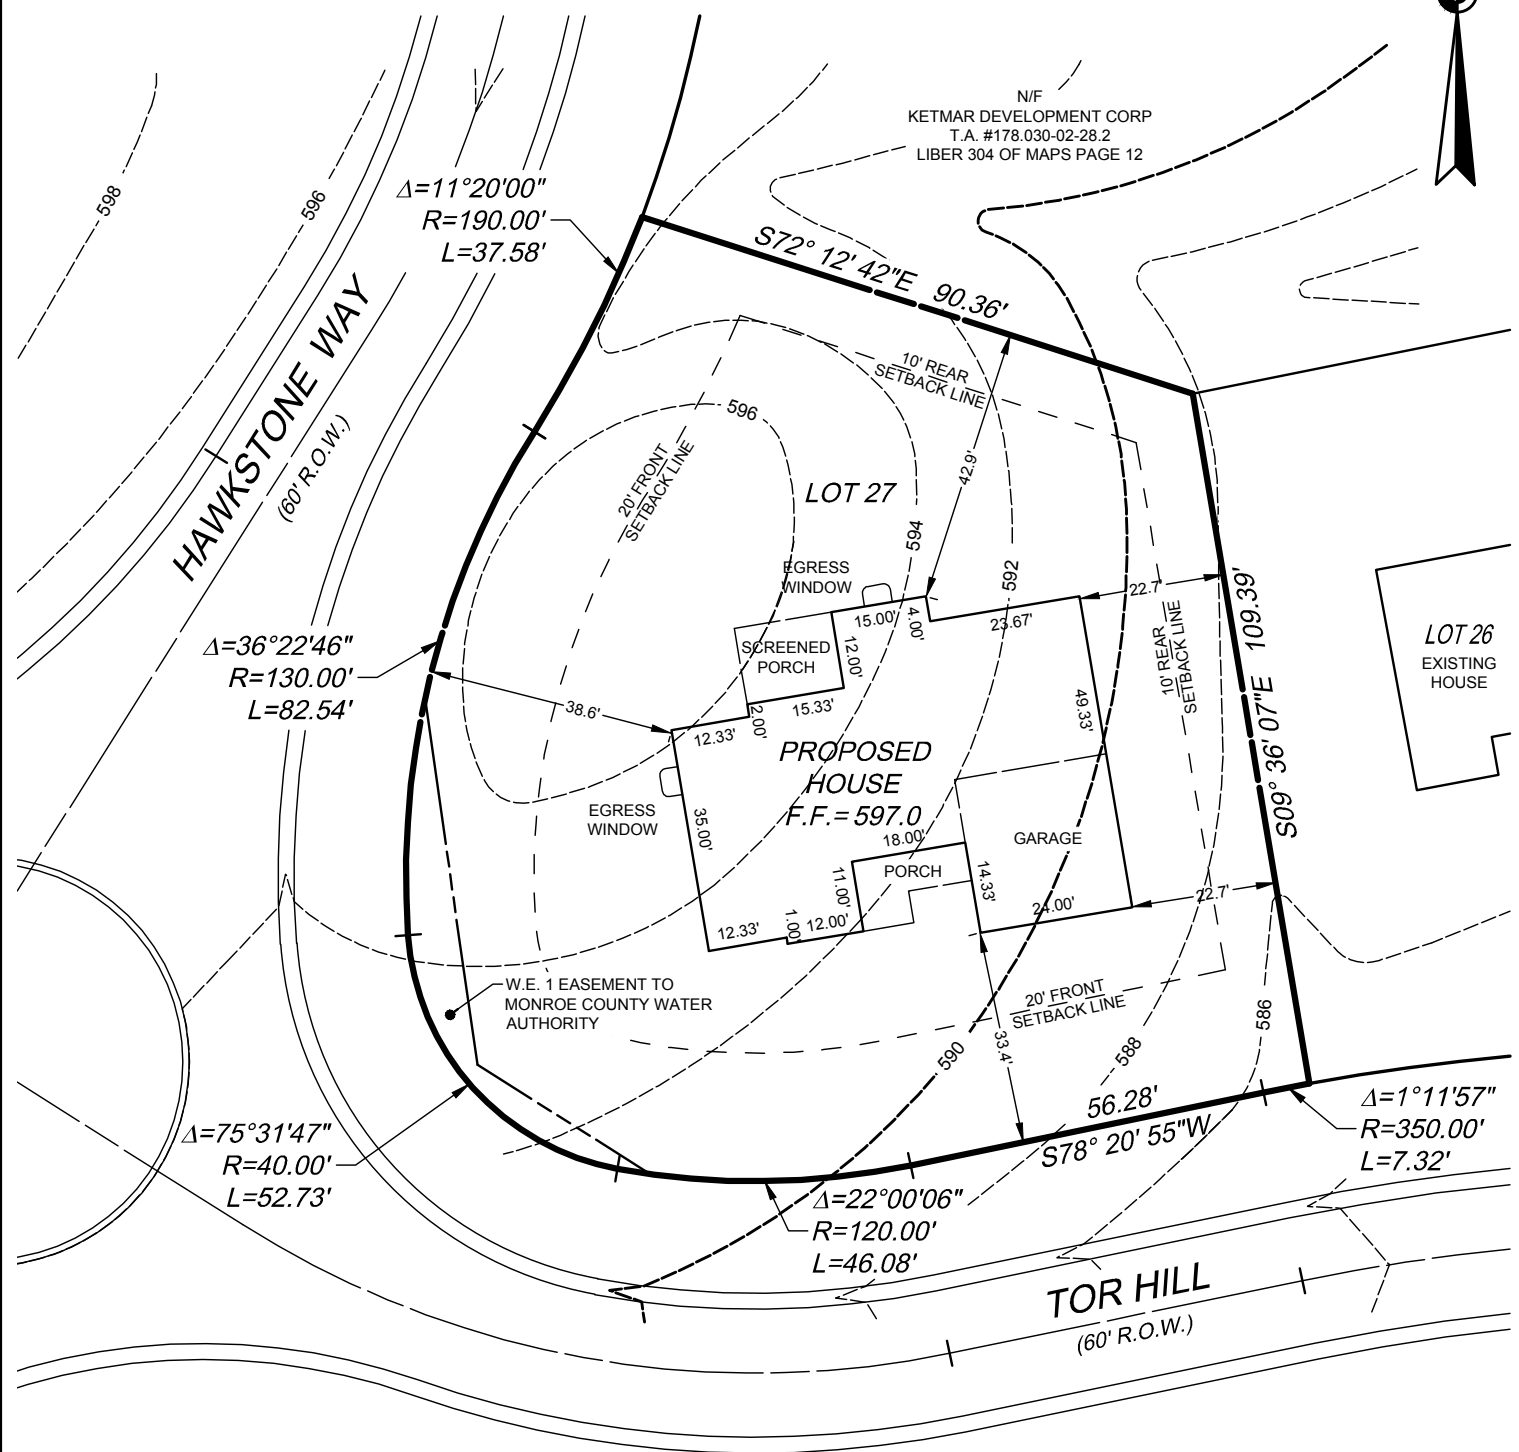 N/F
KETMAR DEVELOPMENT CORP
T.A. #178.030-02-28.2
LIBER 304 OF MAPS PAGE 12
598
596
Δ=11°20'00"
R=190.00'
L=37.58'
S72° 12' 42"E 90.36'
HAWKSTONE WAY
(60' R.O.W.)
10' REAR
SETBACK LINE
596
20' FRONT
SETBACK LINE
42.9'
LOT 27
594
592
EGRESS
WINDOW
15.00'
4.00'
23.67'
22.7'
10' REAR
SETBACK LINE
S09° 36' 07"E 109.39'
LOT 26
EXISTING
HOUSE
SCREENED
PORCH
12.00'
15.33'
2.00'
12.33'
38.6'
49.33'
Δ=36°22'46"
R=130.00'
L=82.54'
PROPOSED
HOUSE
F.F.= 597.0
EGRESS
WINDOW
35.00'
18.00'
GARAGE
PORCH
11.00'
14.33'
24.00'
22.7'
12.33'
1.00'
12.00'
W.E. 1 EASEMENT TO
MONROE COUNTY WATER
AUTHORITY
20' FRONT
SETBACK LINE
33.4'
590
588
586
56.28'
S78° 20' 55"W
Δ=1°11'57"
R=350.00'
L=7.32'
Δ=75°31'47"
R=40.00'
L=52.73'
Δ=22°00'06"
R=120.00'
L=46.08'
TOR HILL
(60' R.O.W.)